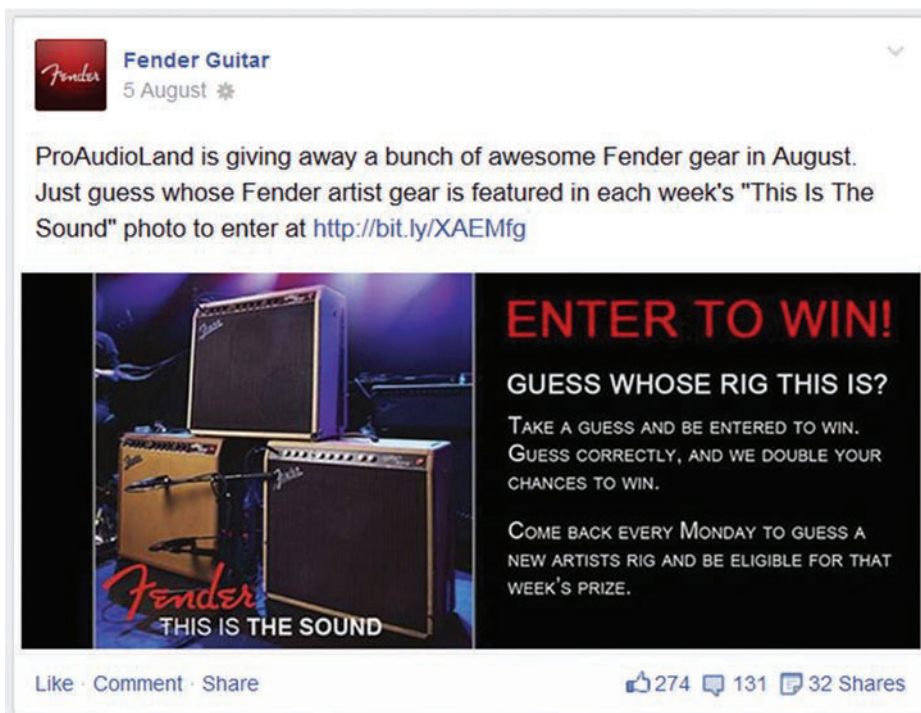 Fender
Fender Guitar
5 August
ProAudioLand is giving away a bunch of awesome Fender gear in August.
Just guess whose Fender artist gear is featured in each week's "This Is The
Sound" photo to enter at http://bit.ly/XAEMfg
Fender
Fender
Fender
Fender
THIS IS THE SOUND
ENTER TO WIN!
GUESS WHOSE RIG THIS IS?
TAKE A GUESS AND BE ENTERED TO WIN.
GUESS CORRECTLY, AND WE DOUBLE YOUR
CHANCES TO WIN.
COME BACK EVERY MONDAY TO GUESS A
NEW ARTISTS RIG AND BE ELIGIBLE FOR THAT
WEEK'S PRIZE.
Like · Comment · Share
274 131 32 Shares